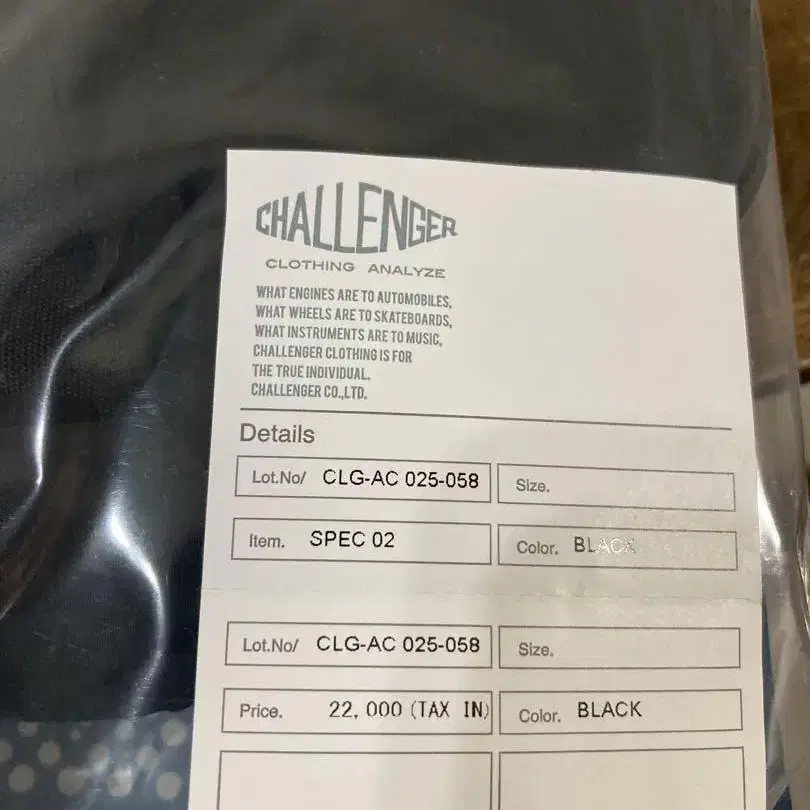 CHALLENGER
CLOTHING ANALYZE
WHAT ENGINES ARE TO AUTOMOBILES,
WHAT WHEELS ARE TO SKATEBOARDS,
WHAT INSTRUMENTS ARE TO MUSIC,
CHALLENGER CLOTHING IS FOR
THE TRUE INDIVIDUAL.
CHALLENGER CO.,LTD.
Details
Lot.No/ CLG-AC 025-058 Size.
Item. SPEC 02 Color. BLACK
Lot.No/ CLG-AC 025-058 Size.
Price. 22, 000 (TAX IN) Color. BLACK